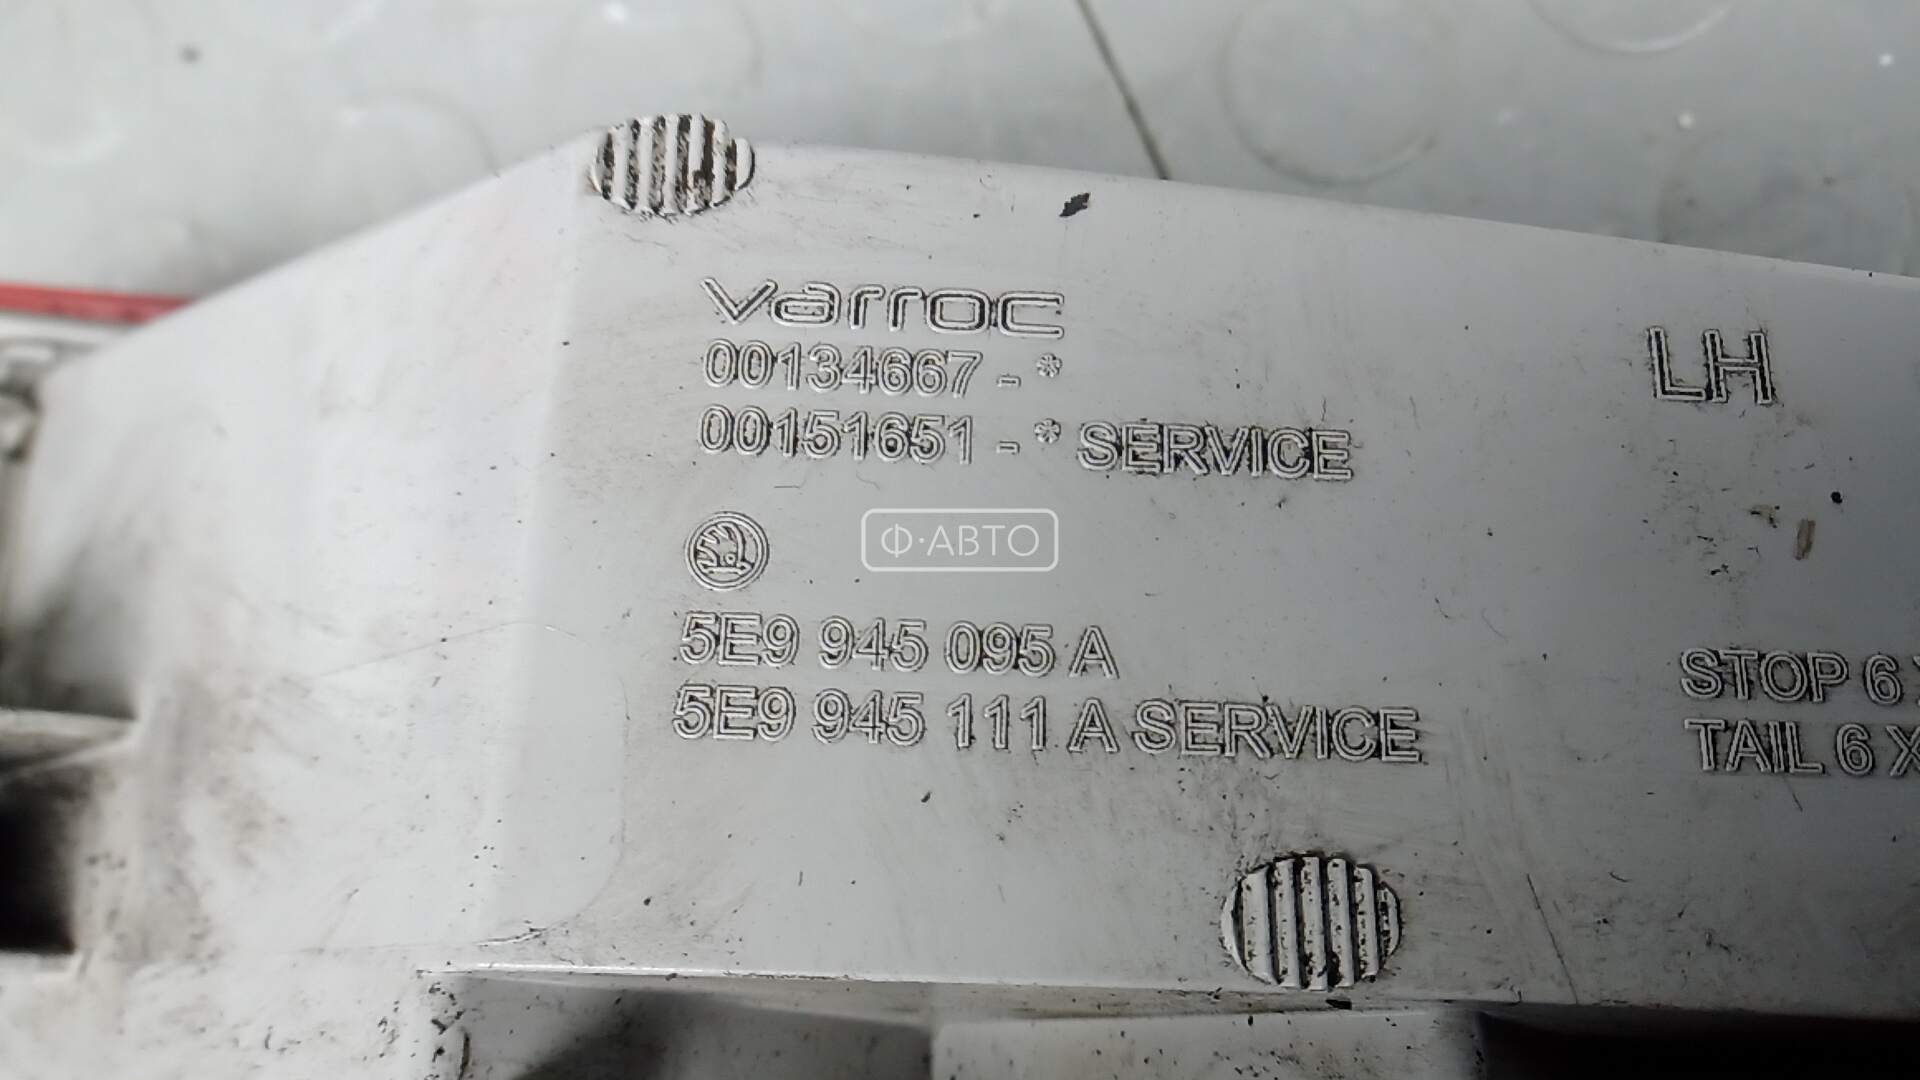 varroc
00134667 - *
00151651 - * SERVICE
LH
Ф·АВТО
5E9 945 095 A
5E9 945 111 A SERVICE
STOP 6
TAIL 6 X